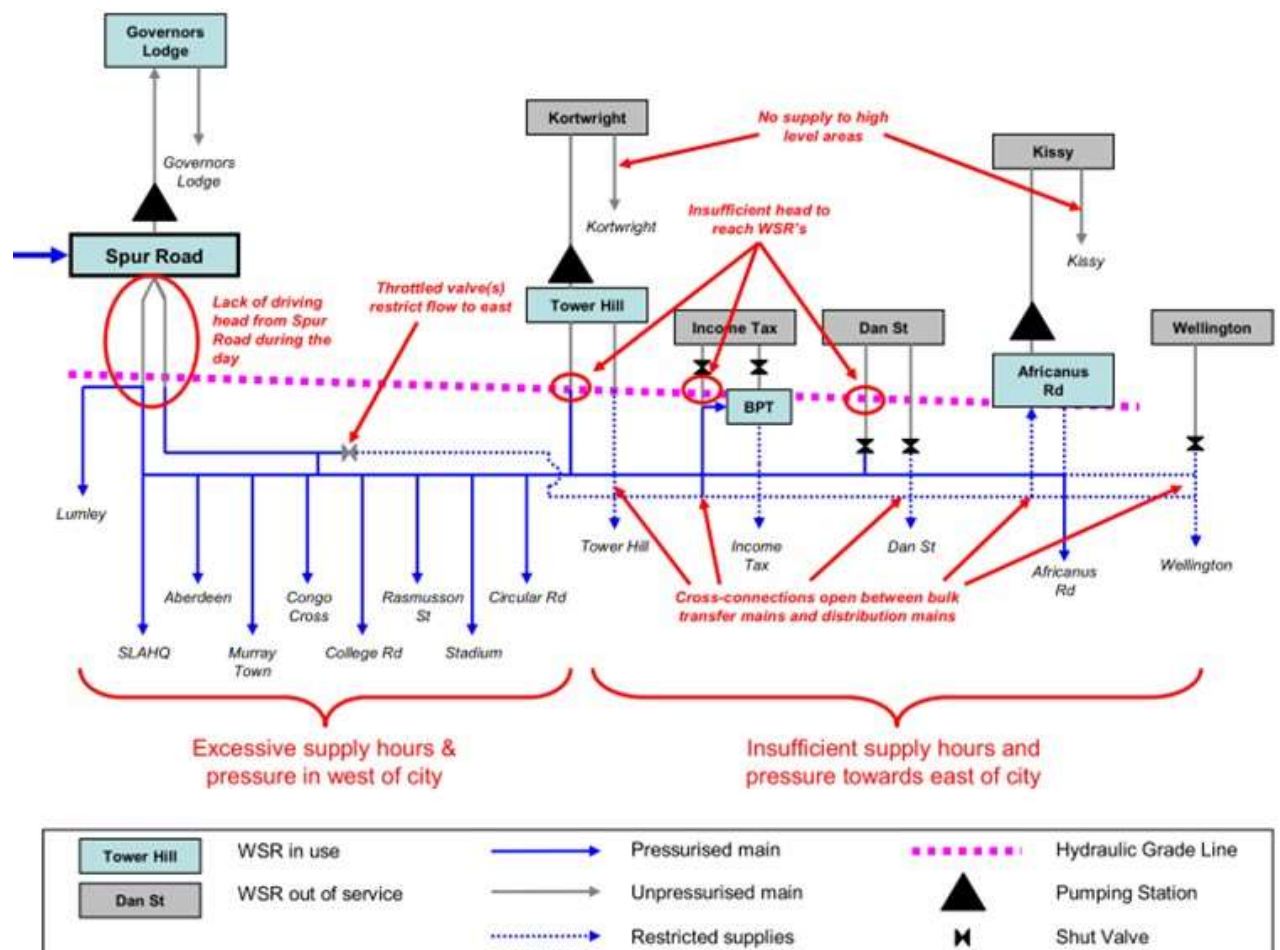 Governors
Lodge
Governors
Lodge
Spur Road
Lack of driving
head from Spur
Road during the
day
Throttled valve(s)
restrict flow to east
Kortwright
Kortwright
No supply to high
level areas
Kissy
Kissy
Insufficient head to
reach WSR's
Tower Hill
Income Tax
Dan St
Wellington
Africanus
Rd
BPT
Lumley
Aberdeen
Congo
Cross
Rasmusson
St
Circular Rd
SLAHQ
Murray
Town
College Rd
Stadium
Tower Hill
Income
Tax
Dan St
Africanus
Rd
Wellington
Cross-connections open between bulk
transfer mains and distribution mains
Excessive supply hours &
pressure in west of city
Insufficient supply hours and
pressure towards east of city
Tower Hill
WSR in use
Pressurised main
Hydraulic Grade Line
Dan St
WSR out of service
Unpressurised main
Pumping Station
Restricted supplies
Shut Valve